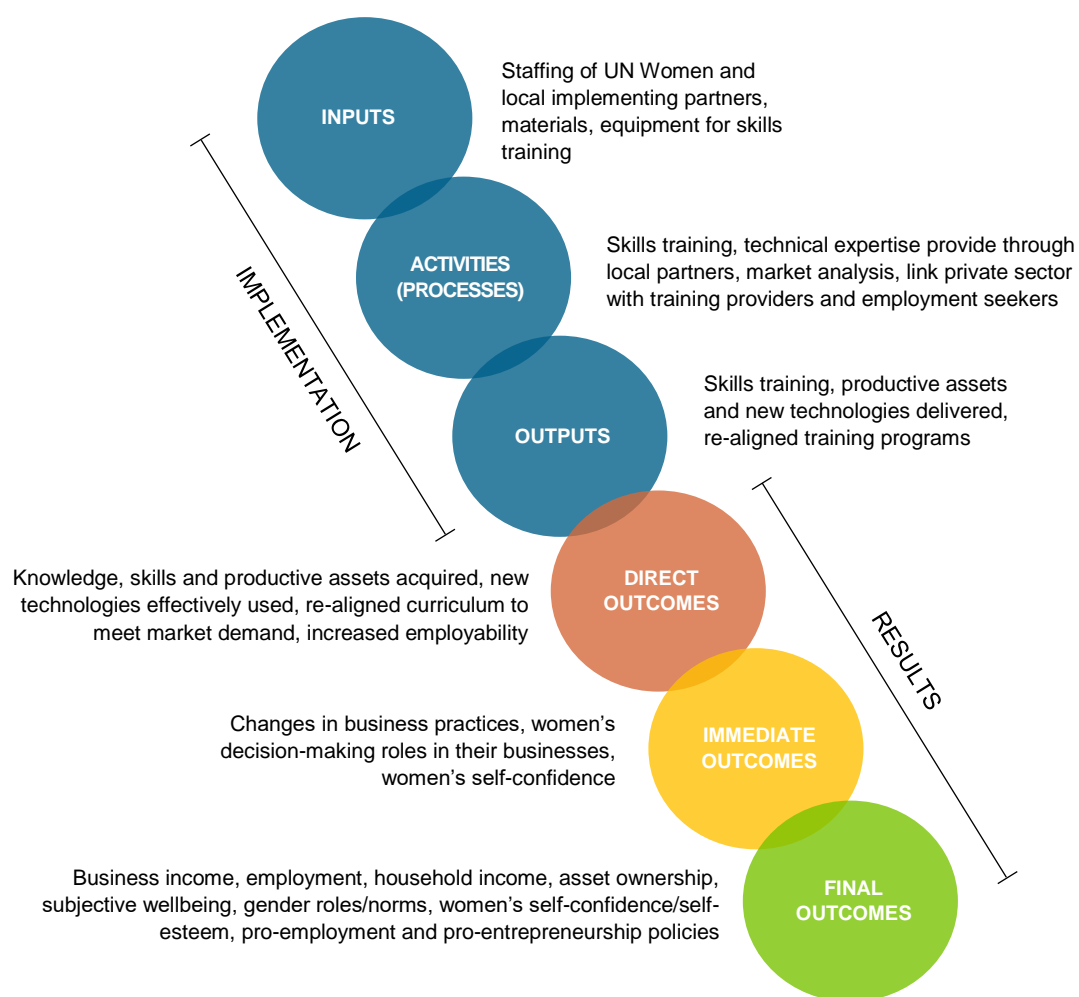 INPUTS
Staffing of UN Women and
local implementing partners,
materials, equipment for skills
training
ACTIVITIES
(PROCESSES)
Skills training, technical expertise provide through
local partners, market analysis, link private sector
with training providers and employment seekers
IMPLEMENTATION
OUTPUTS
Skills training, productive assets
and new technologies delivered,
re-aligned training programs
DIRECT
OUTCOMES
Knowledge, skills and productive assets acquired, new
technologies effectively used, re-aligned curriculum to
meet market demand, increased employability
RESULTS
IMMEDIATE
OUTCOMES
Changes in business practices, women’s
decision-making roles in their businesses,
women’s self-confidence
FINAL
OUTCOMES
Business income, employment, household income, asset ownership,
subjective wellbeing, gender roles/norms, women’s self-confidence/self-
esteem, pro-employment and pro-entrepreneurship policies